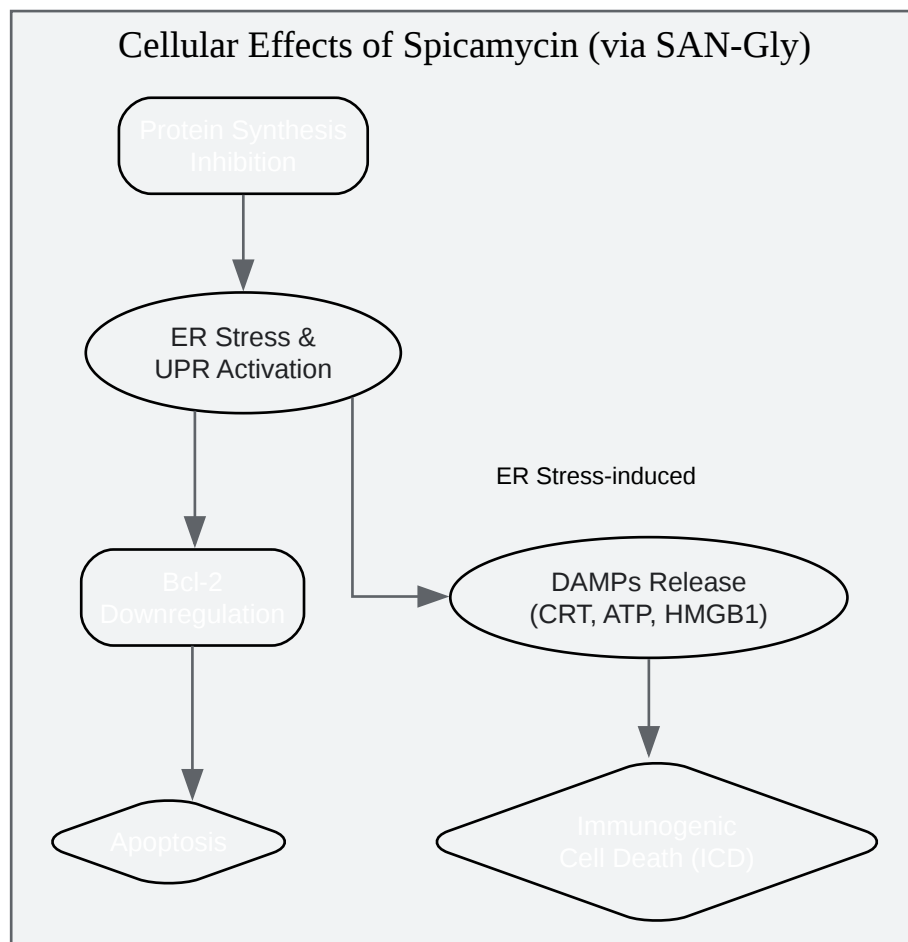 Cellular Effects of Spicamycin (via SAN-Gly)
Protein Synthesis
Inhibition
ER Stress &
UPR Activation
ER Stress-induced
Bcl-2
Downregulation
DAMPs Release
(CRT, ATP, HMGB1)
Apoptosis
Immunogenic
Cell Death (ICD)